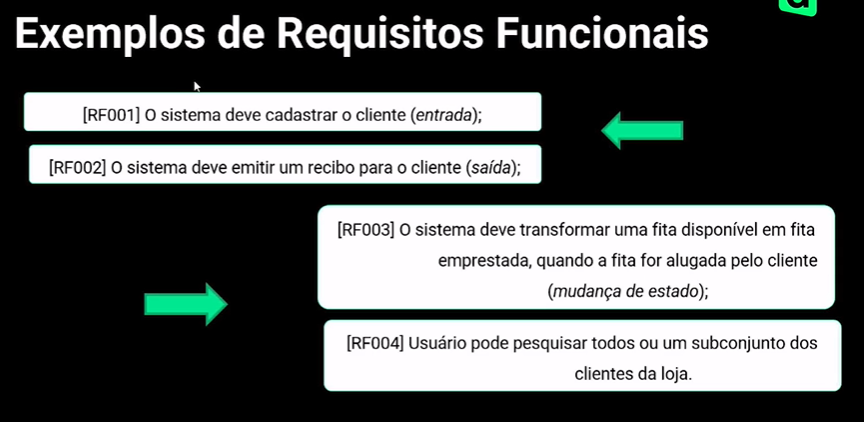 Exemplos de Requisitos Funcionais
[RF001] O sistema deve cadastrar o cliente (entrada);
[RF002] O sistema deve emitir um recibo para o cliente (saída);
[RF003] O sistema deve transformar uma fita disponível em fita
emprestada, quando a fita for alugada pelo cliente
(mudança de estado);
[RF004] Usuário pode pesquisar todos ou um subconjunto dos
clientes da loja.